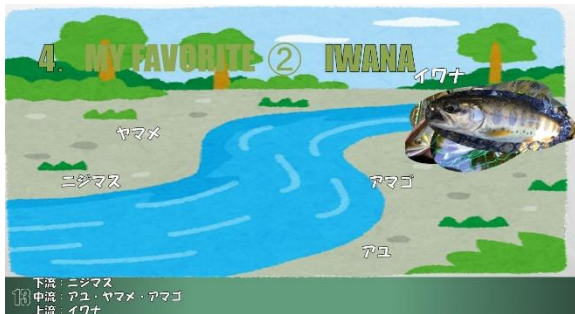 4. MY FAVORITE ② IWANA
イワナ
ヤマメ
ニジマス
アマゴ
アユ
13
下流：ニジマス
中流：アユ・ヤマメ・アマゴ
上流：イワナ